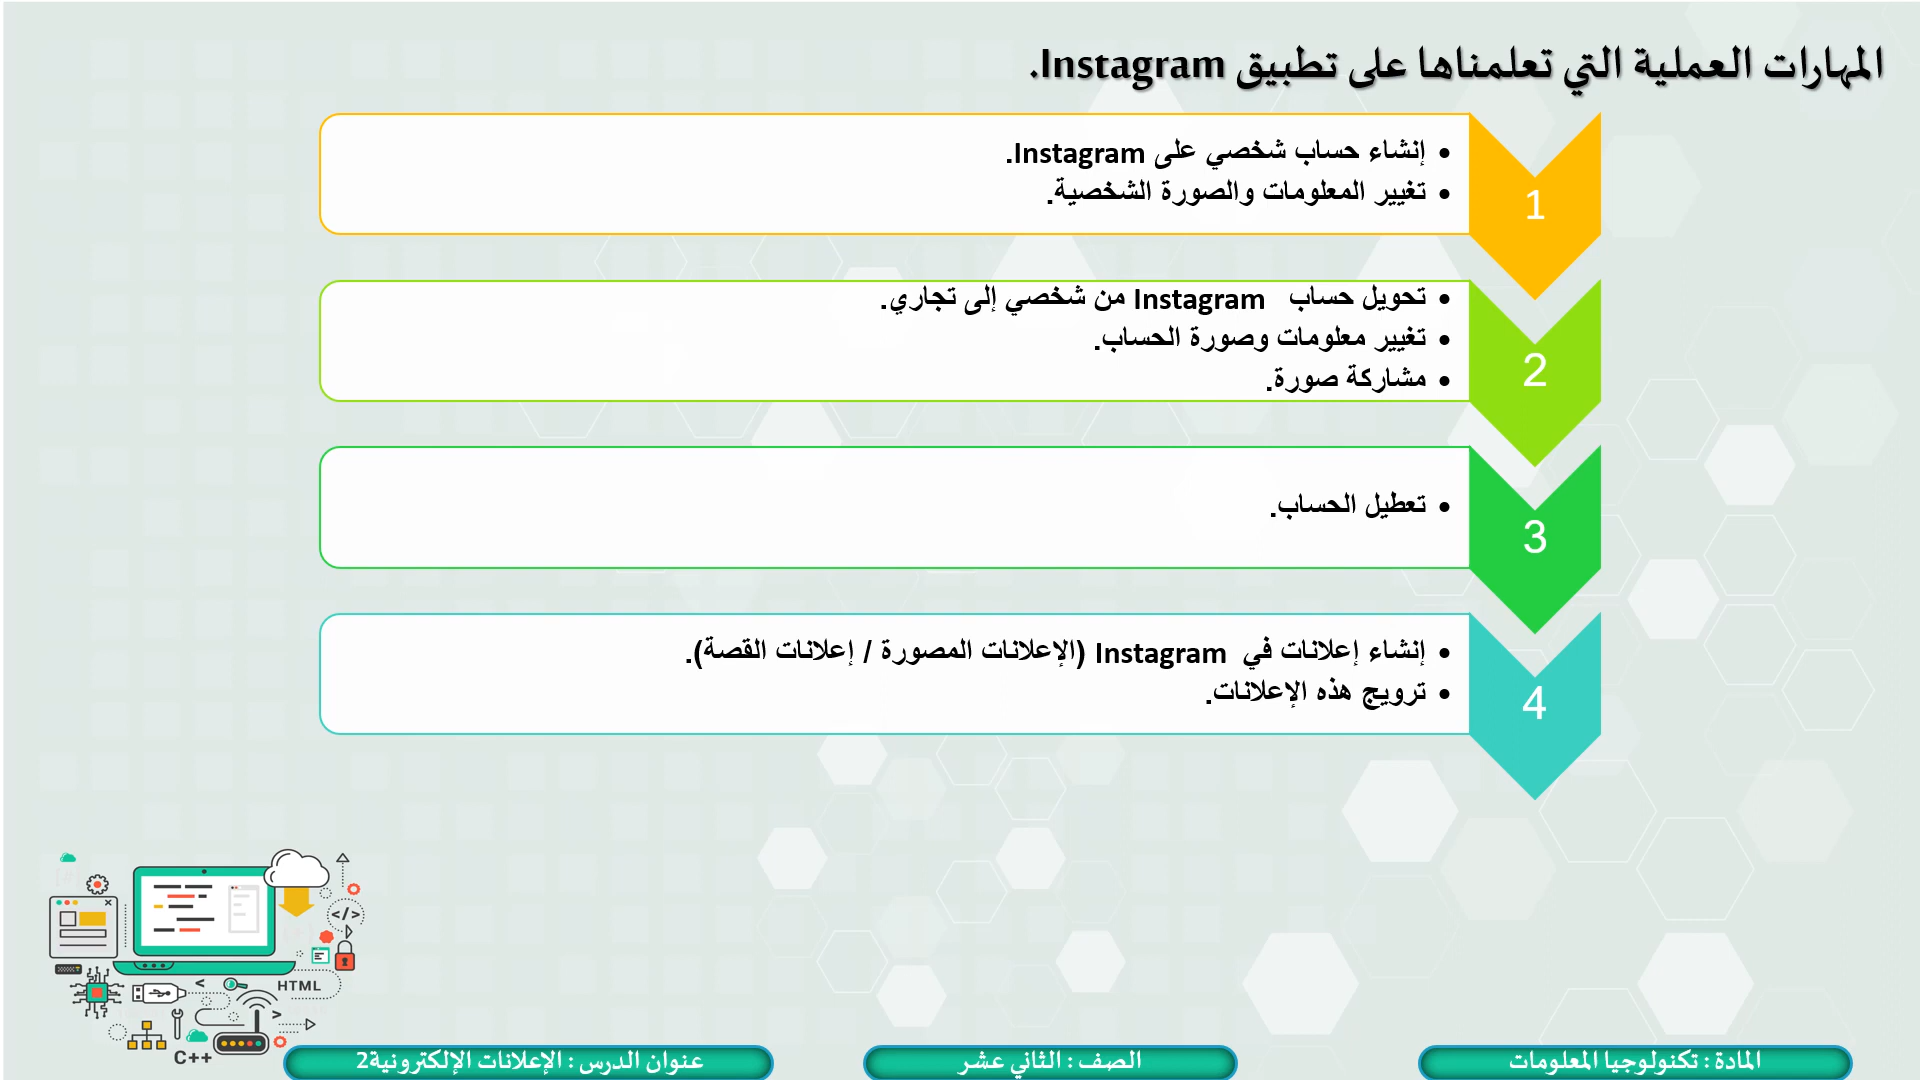 المهارات العملية التي تعلمناها على تطبيق Instagram.
1
• إنشاء حساب شخصي على Instagram.
• تغيير المعلومات والصورة الشخصية.
2
• تحويل حساب Instagram من شخصي إلى تجاري.
• تغيير معلومات وصورة الحساب.
• مشاركة صورة.
3
• تعطيل الحساب.
4
• إنشاء إعلانات في Instagram (الإعلانات المصورة / إعلانات القصة).
• ترويج هذه الإعلانات.
</>
HTML
C++
المادة : تكنولوجيا المعلومات
الصف : الثاني عشر
عنوان الدرس : الإعلانات الإلكترونية2